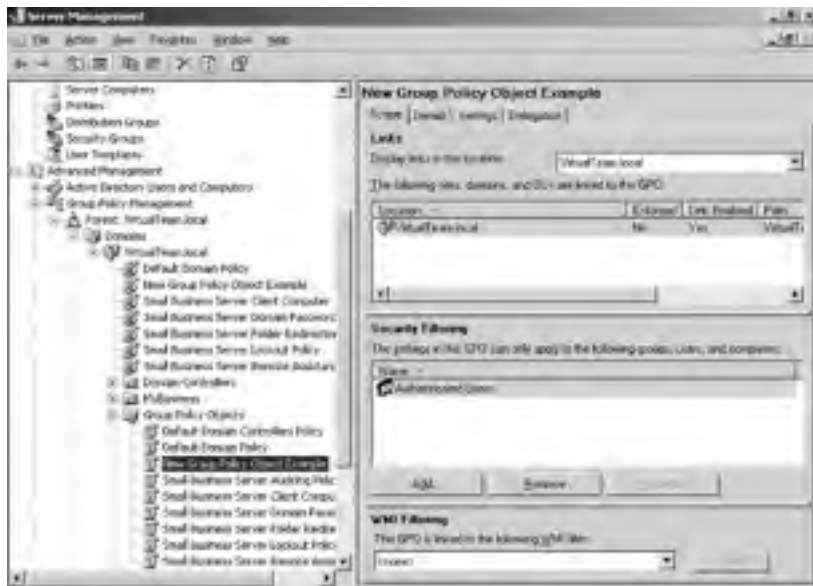 Server Management
File Action View Favorites Window Help
Server Computers
Printers
Distribution Groups
Security Groups
User Templates
Advanced Management
Active Directory Users and Computers
Group Policy Management
Forest: VirtualTeam.local
Domains
VirtualTeam.local
Default Domain Policy
New Group Policy Object Example
Small Business Server Client Computer
Small Business Server Domain Password
Small Business Server Folder Redirection
Small Business Server Lockout Policy
Small Business Server Remote Assistan
Domain Controllers
MyBusiness
Group Policy Objects
Default Domain Controllers Policy
Default Domain Policy
New Group Policy Object Example
Small Business Server Auditing Polic
Small Business Server Client Compu
Small Business Server Domain Passw
Small Business Server Folder Redire
Small Business Server Lockout Polic
Small Business Server Remote Assis
New Group Policy Object Example
Scope Details Settings Delegation
Links
Display links in this location: VirtualTeam.local
The following sites, domains, and OUs are linked to this GPO:
Location Enforced Link Enabled Path
VirtualTeam.local No Yes VirtualTe
Security Filtering
The settings in this GPO can only apply to the following groups, users, and computers:
Name
Authenticated Users
Add... Remove
WMI Filtering
This GPO is linked to the following WMI filter:
<none>